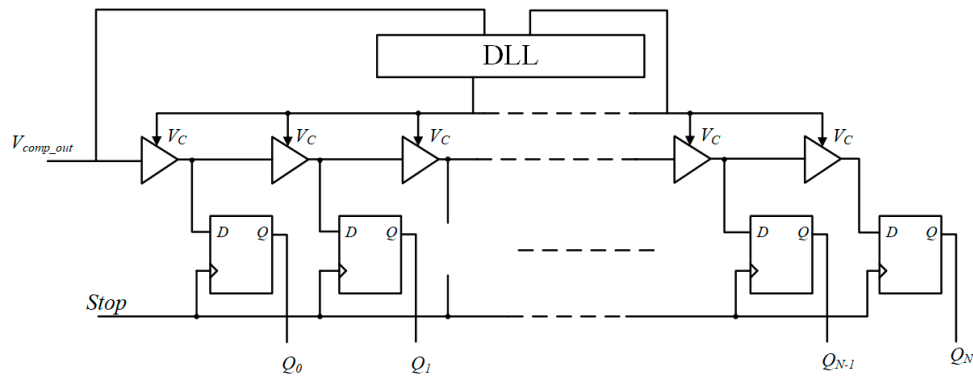 DLL
V_C V_C V_C V_C V_C
V_comp_out
D Q D Q D Q D Q
Stop
Q_0 Q_1 Q_N-1 Q_N